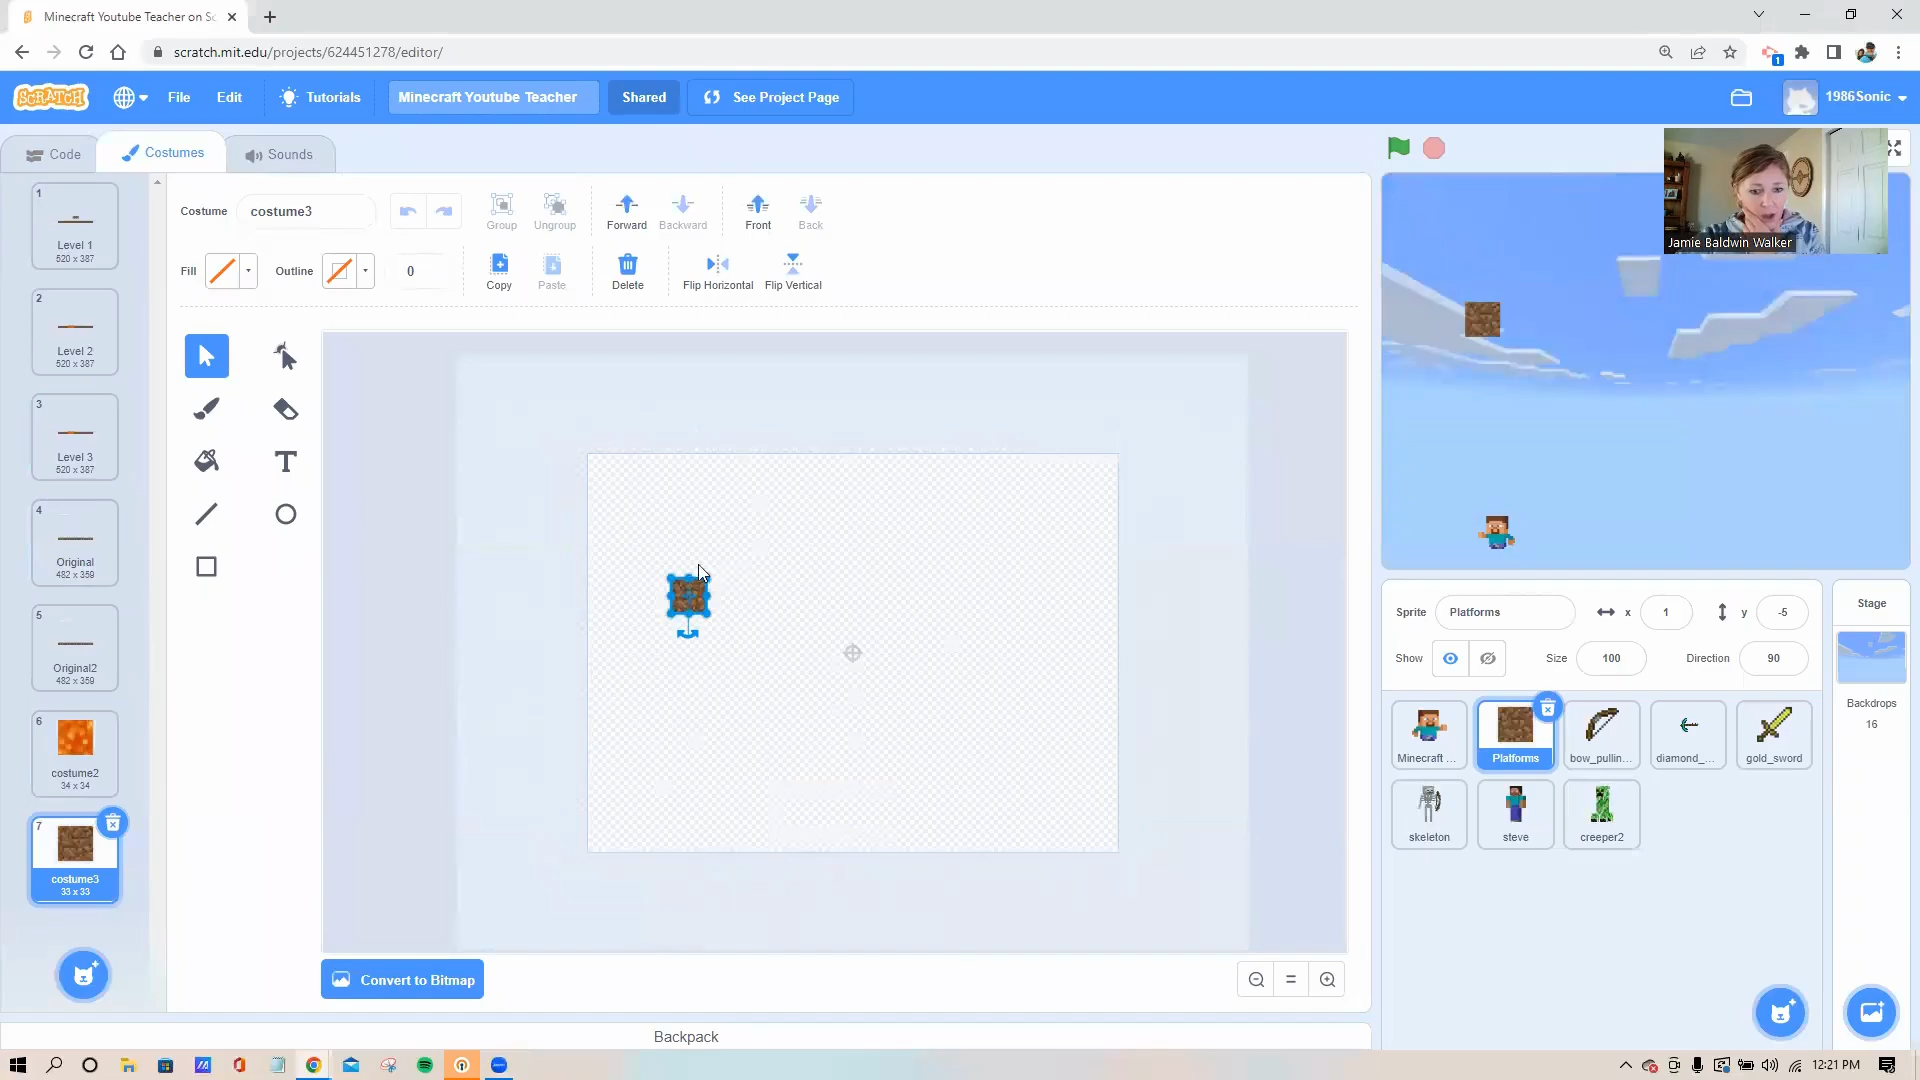 Minecraft Youtube Teacher on Sc
scratch.mit.edu/projects/624451278/editor/
1
SCRATCH
File
Edit
Tutorials
Minecraft Youtube Teacher
Shared
See Project Page
1986Sonic
Code
Costumes
Sounds
1
Level 1
520 x 387
2
Level 2
520 x 387
3
Level 3
520 x 387
4
Original
482 x 359
5
Original2
482 x 359
6
costume2
34 x 34
7
costume3
33 x 33
Costume
costume3
Group
Ungroup
Forward
Backward
Front
Back
Fill
Outline
0
Copy
Paste
Delete
Flip Horizontal
Flip Vertical
T
Convert to Bitmap
=
Backpack
Jamie Baldwin Walker
Sprite
Platforms
x
1
y
-5
Show
Size
100
Direction
90
Minecraft ...
Platforms
bow_pullin...
diamond_...
gold_sword
skeleton
steve
creeper2
Stage
Backdrops
16
12:21 PM